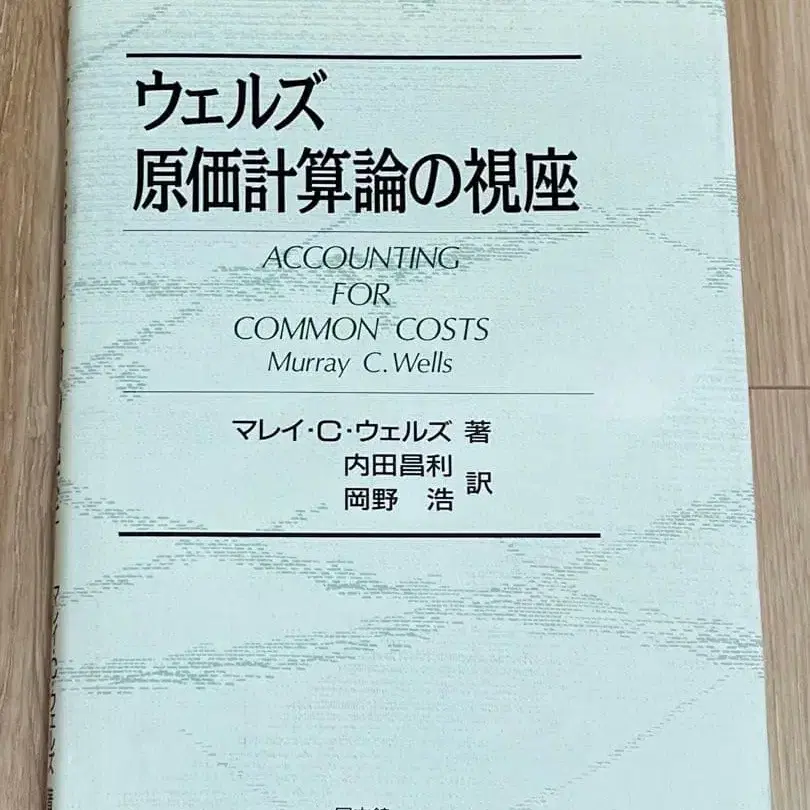 ウェルズ
原価計算論の視座
ACCOUNTING
FOR
COMMON COSTS
Murray C. Wells
マレイ・C・ウェルズ 著
内田昌利
岡野 浩 訳